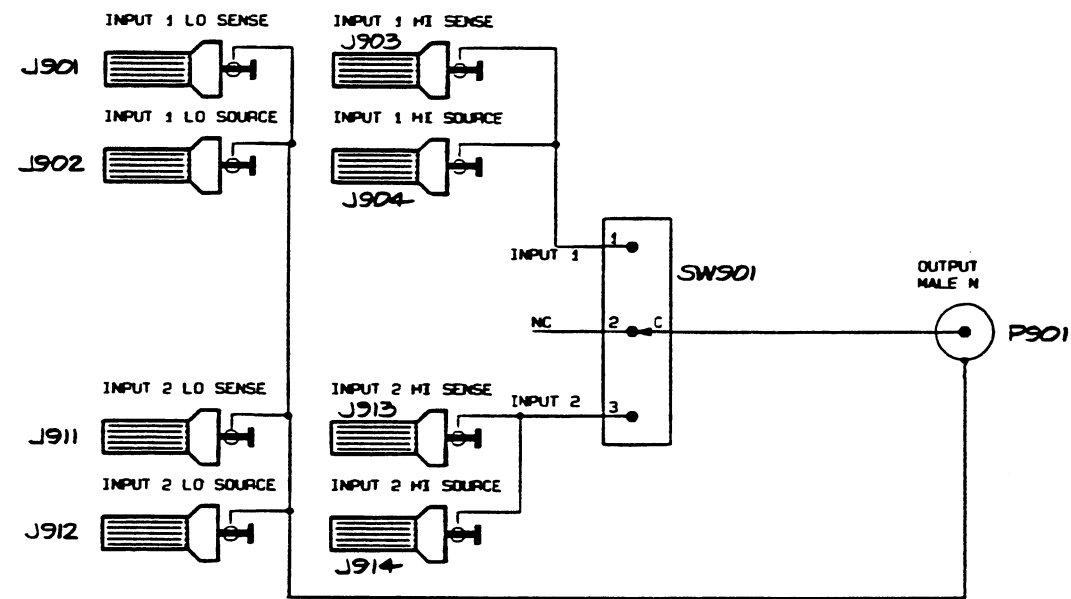 INPUT 1 LO SENSE
INPUT 1 HI SENSE
J901
J903
INPUT 1 LO SOURCE
INPUT 1 HI SOURCE
J902
J904
INPUT 1
1
SW901
OUTPUT
MALE N
NC
2
C
P901
INPUT 2 LO SENSE
INPUT 2 HI SENSE
INPUT 2
3
J911
J913
INPUT 2 LO SOURCE
INPUT 2 HI SOURCE
J912
J914